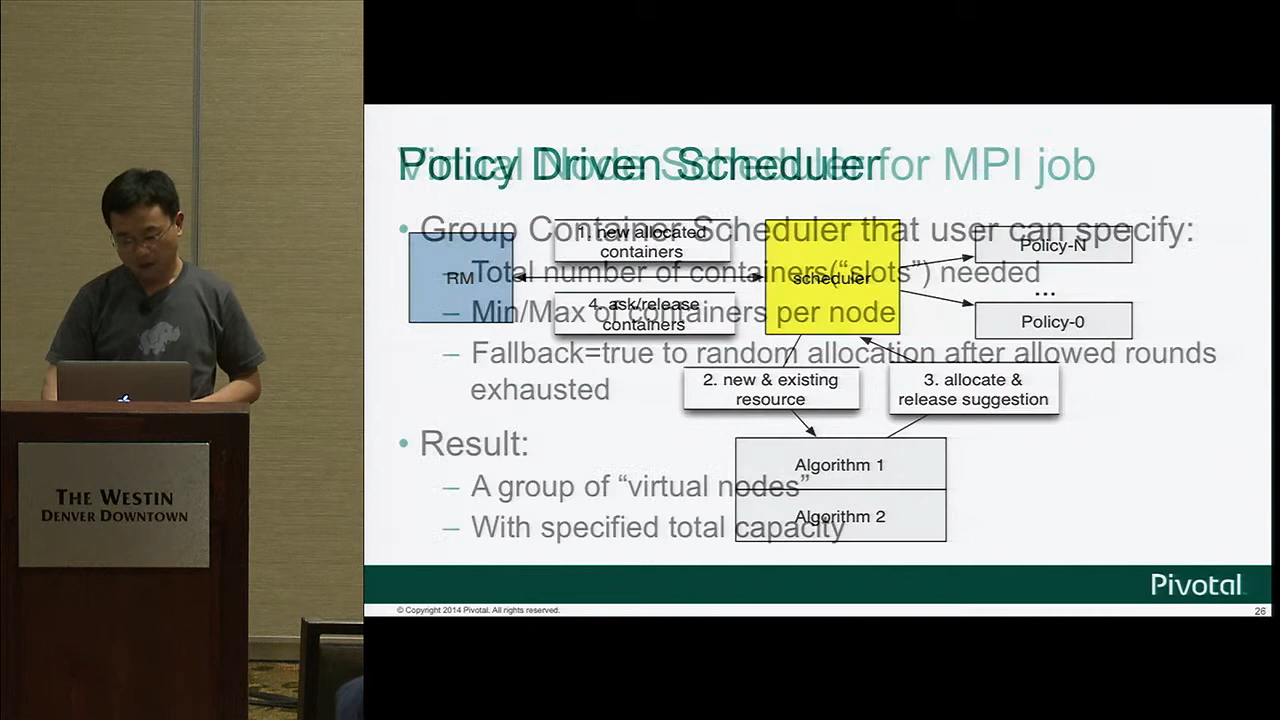 Policy Driven Scheduler
Virtual Node Scheduler for MPI job
• Group Container Scheduler that user can specify:
– Total number of containers(“slots”) needed
– Min/Max of containers per node
– Fallback=true to random allocation after allowed rounds
exhausted
• Result:
– A group of “virtual nodes”
– With specified total capacity
RM
1. new allocated
containers
4. ask/release
containers
scheduler
Policy-N
...
Policy-0
2. new & existing
resource
3. allocate &
release suggestion
Algorithm 1
Algorithm 2
Pivotal
© Copyright 2014 Pivotal. All rights reserved.
26
THE WESTIN
DENVER DOWNTOWN